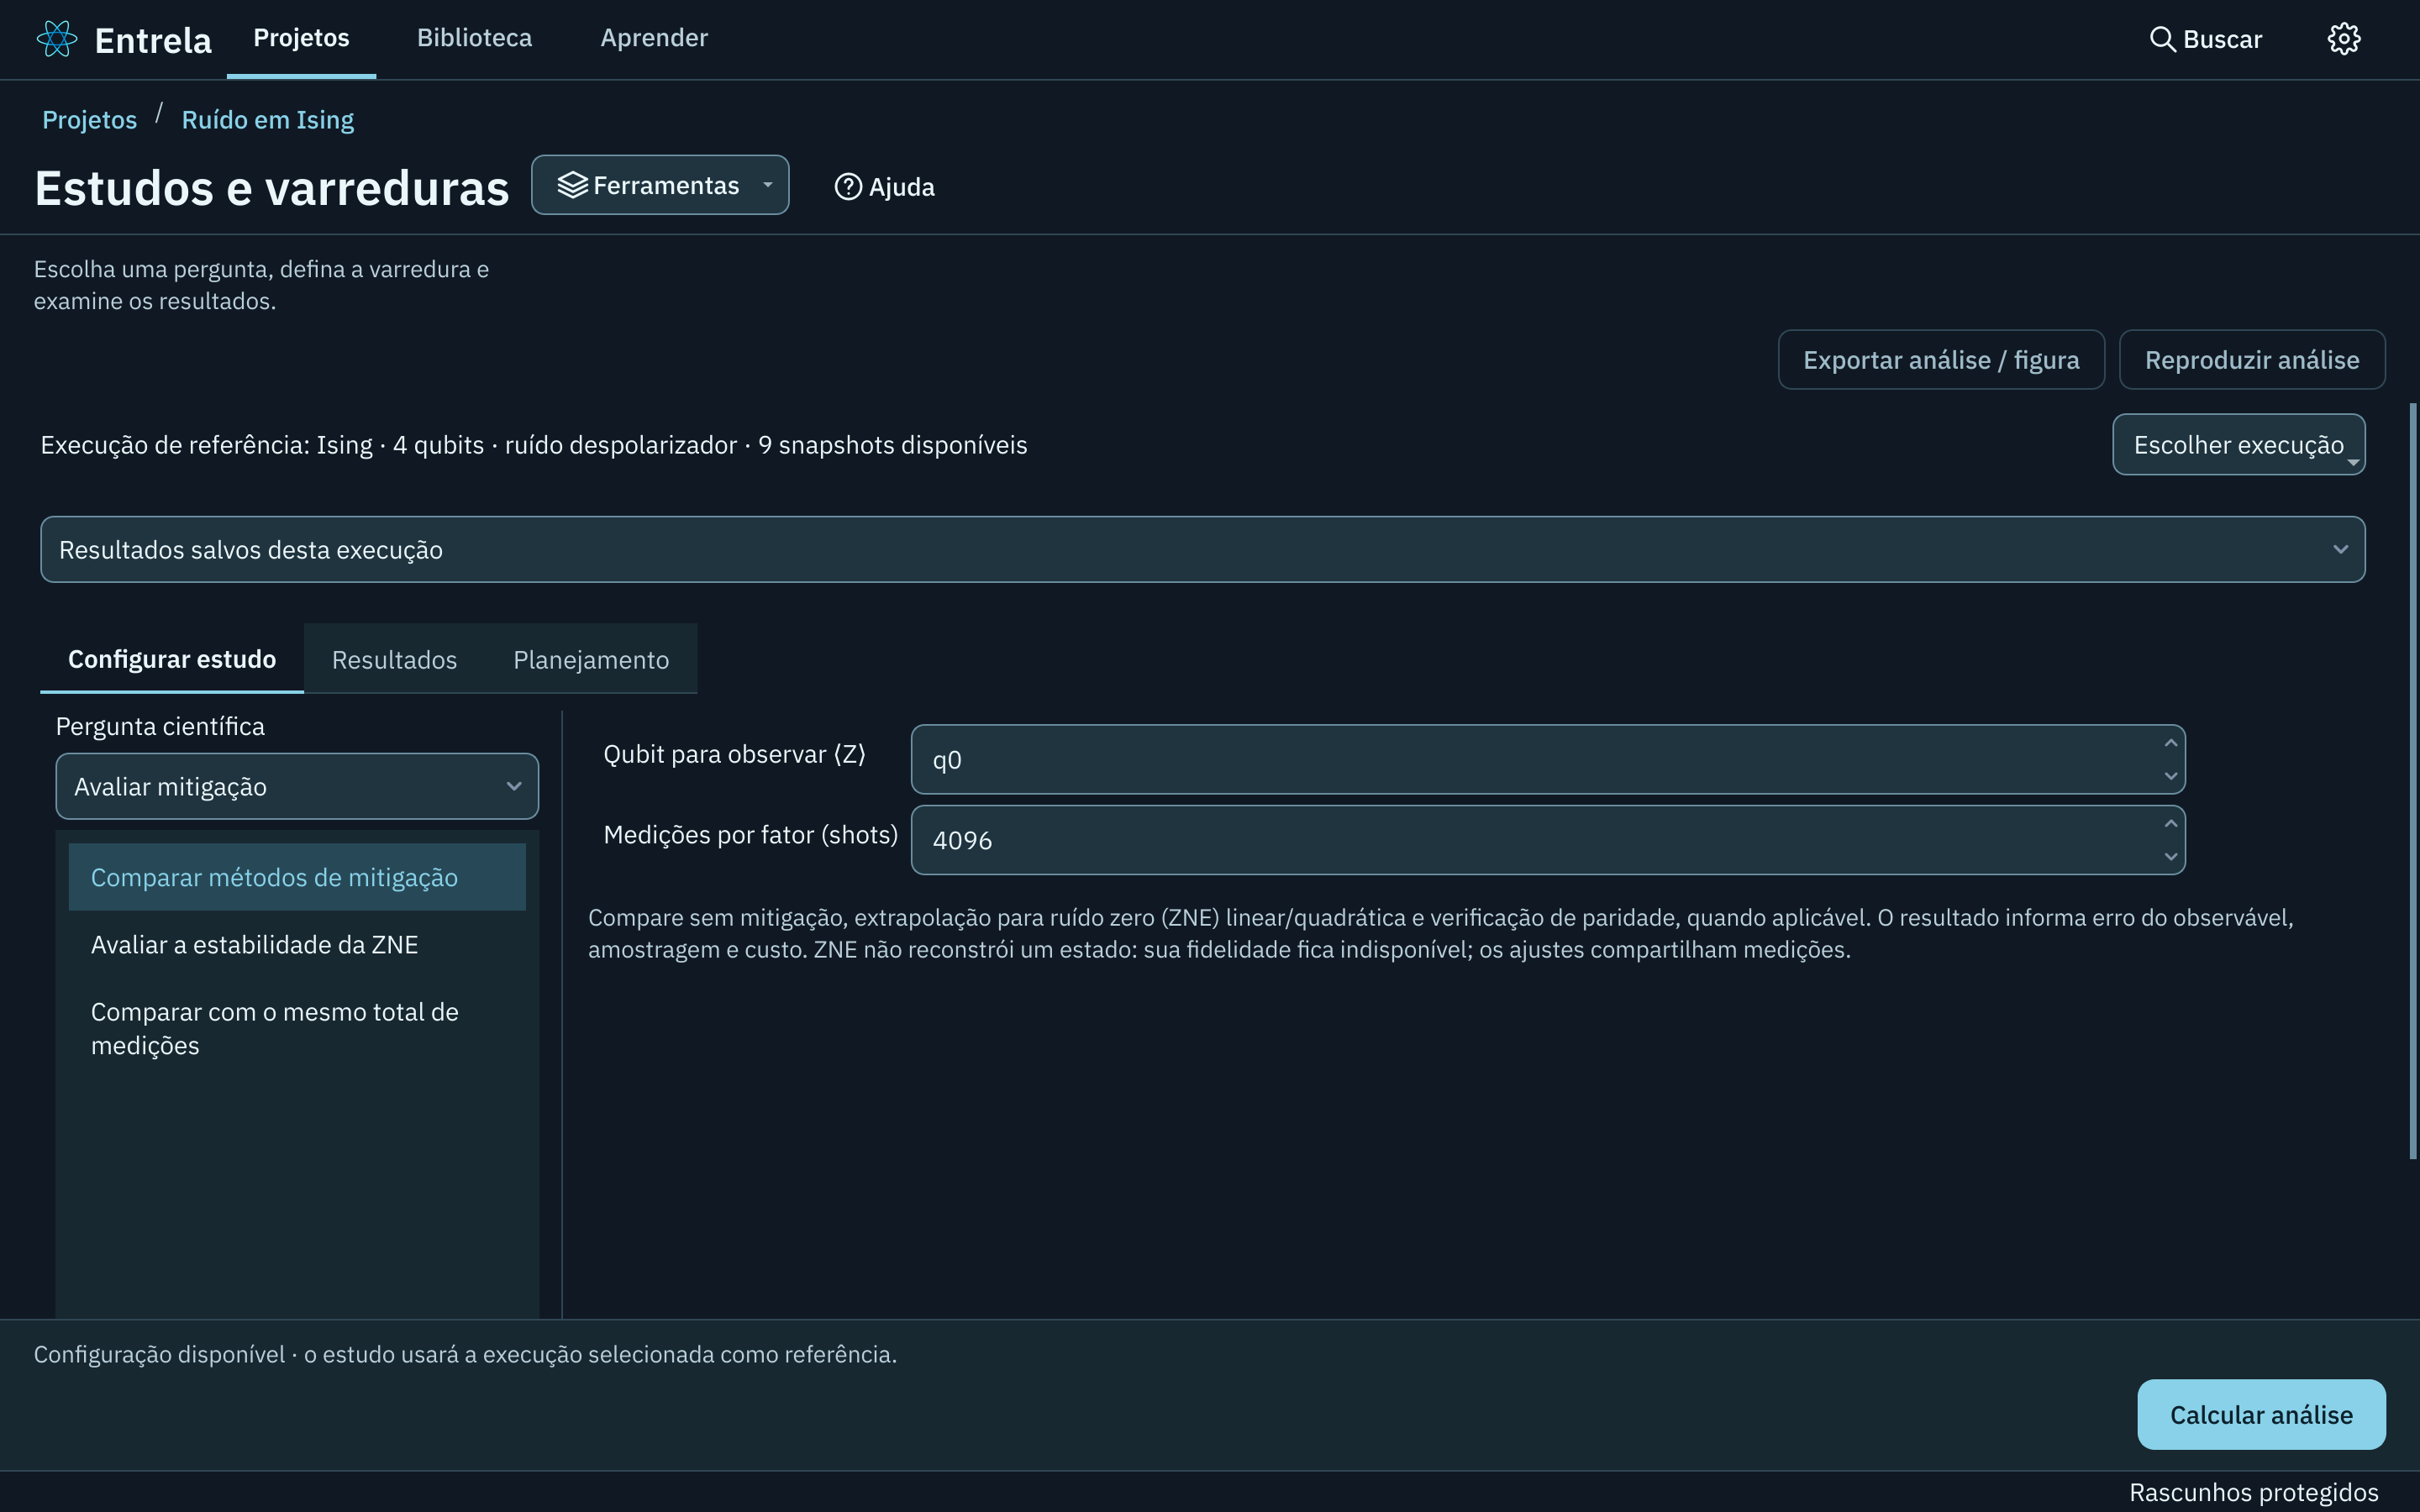 Entrela
Projetos
Biblioteca
Aprender
Buscar
Projetos / Ruído em Ising
Estudos e varreduras
Ferramentas
Ajuda
Escolha uma pergunta, defina a varredura e
examine os resultados.
Exportar análise / figura
Reproduzir análise
Execução de referência: Ising · 4 qubits · ruído despolarizador · 9 snapshots disponíveis
Escolher execução
Resultados salvos desta execução
Configurar estudo
Resultados
Planejamento
Pergunta científica
Avaliar mitigação
Comparar métodos de mitigação
Avaliar a estabilidade da ZNE
Comparar com o mesmo total de
medições
Qubit para observar ⟨Z⟩
q0
Medições por fator (shots)
4096
Compare sem mitigação, extrapolação para ruído zero (ZNE) linear/quadrática e verificação de paridade, quando aplicável. O resultado informa erro do observável,
amostragem e custo. ZNE não reconstrói um estado: sua fidelidade fica indisponível; os ajustes compartilham medições.
Configuração disponível · o estudo usará a execução selecionada como referência.
Calcular análise
Rascunhos protegidos